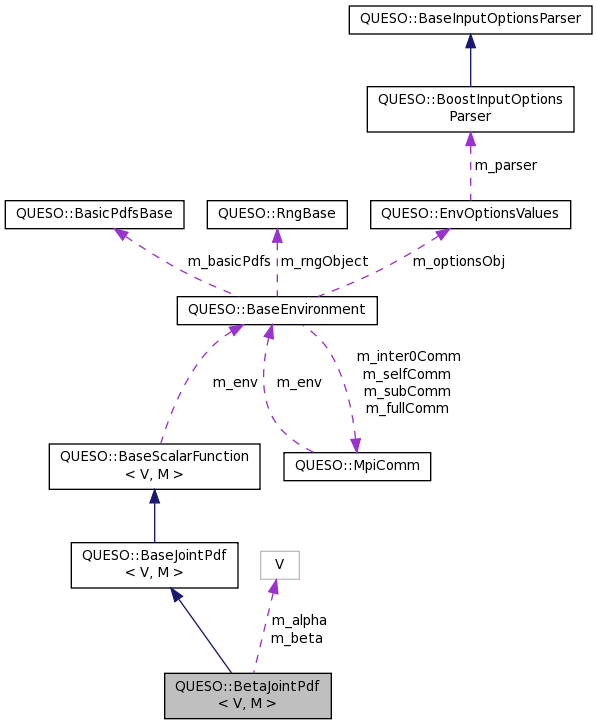 QUESO::BaseInputOptionsParser
QUESO::BoostInputOptions
Parser
m_parser
QUESO::BasicPdfsBase
QUESO::RngBase
QUESO::EnvOptionsValues
m_basicPdfs
m_rngObject
m_optionsObj
QUESO::BaseEnvironment
m_env
m_env
m_inter0Comm
m_selfComm
m_subComm
m_fullComm
QUESO::BaseScalarFunction
< V, M >
QUESO::MpiComm
QUESO::BaseJointPdf
< V, M >
V
m_alpha
m_beta
QUESO::BetaJointPdf
< V, M >